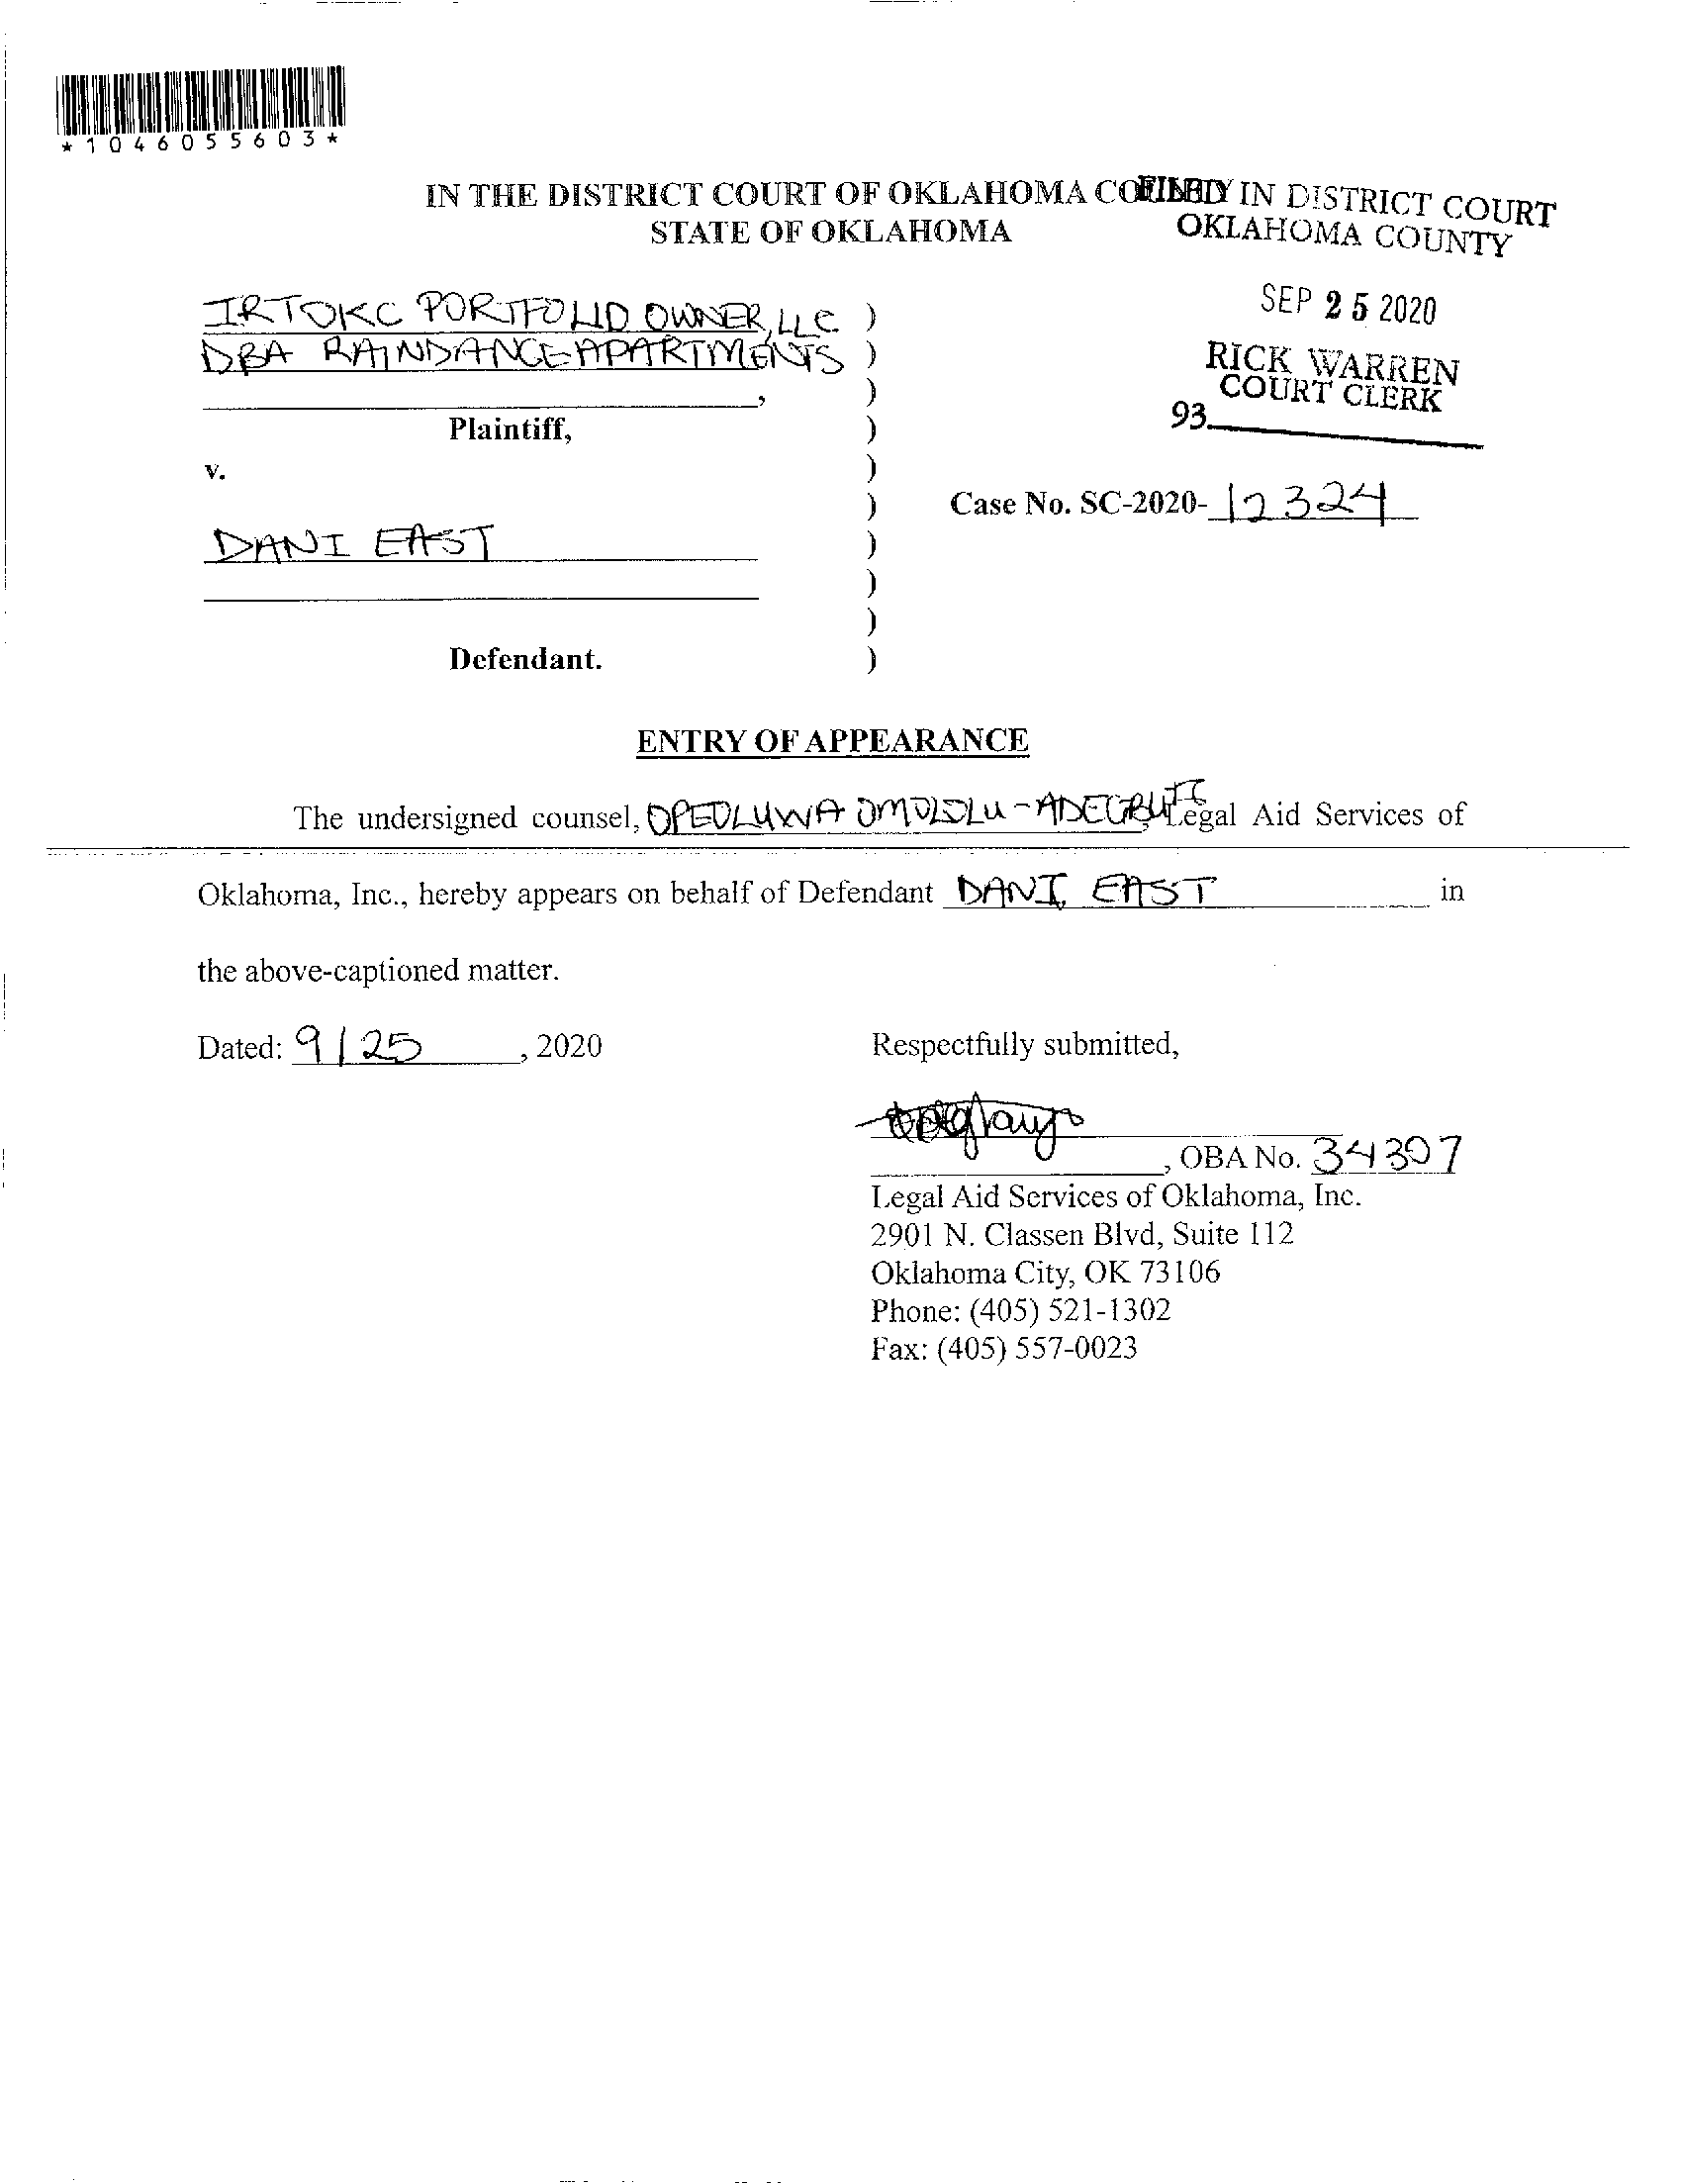 *1046055603*
IN THE DISTRICT COURT OF OKLAHOMA COUNTY
STATE OF OKLAHOMA
FILED IN DISTRICT COURT
OKLAHOMA COUNTY
SEP 25 2020
RICK WARREN
COURT CLERK
93
IRTOKC PORTFOLIO OWNER, LLC )
DBA RAINDANCE APARTMENTS )
, )
Plaintiff, )
v. )
Case No. SC-2020-12324 )
DANI EAST )
)
)
Defendant. )
ENTRY OF APPEARANCE
The undersigned counsel, OPEOLUWA OMOLOLU-ADEGBUJI, Legal Aid Services of
Oklahoma, Inc., hereby appears on behalf of Defendant DANI EAST in
the above-captioned matter.
Dated: 9/25, 2020
Respectfully submitted,
, OBA No. 34307
Legal Aid Services of Oklahoma, Inc.
2901 N. Classen Blvd, Suite 112
Oklahoma City, OK 73106
Phone: (405) 521-1302
Fax: (405) 557-0023